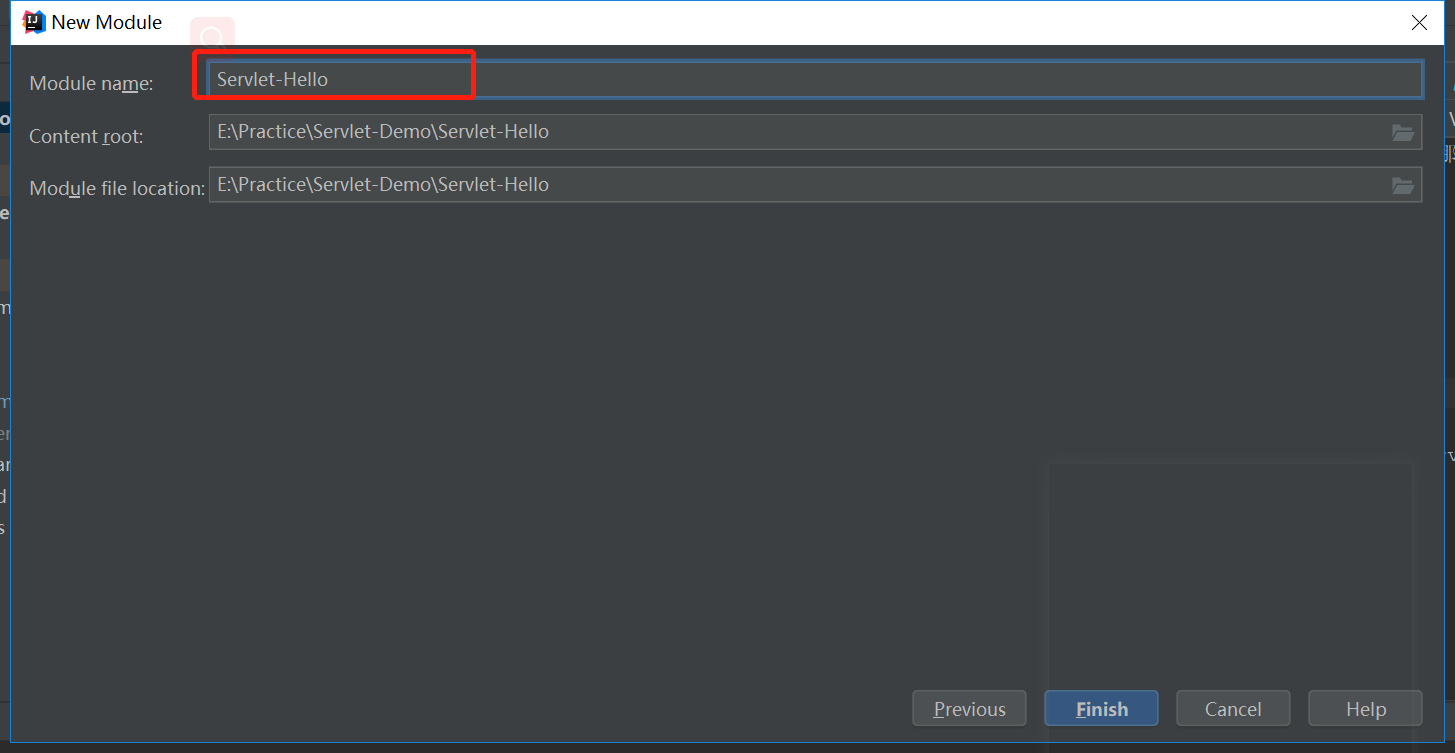 New Module
Module name: Servlet-Hello
Content root: E:\Practice\Servlet-Demo\Servlet-Hello
Module file location: E:\Practice\Servlet-Demo\Servlet-Hello
Previous Finish Cancel Help